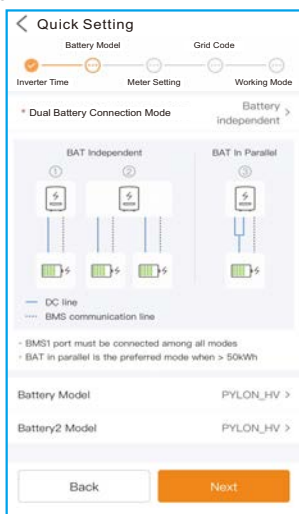 Quick Setting
Battery Model Grid Code
Inverter Time Meter Setting Working Mode
* Dual Battery Connection Mode Battery independent >
BAT Independent BAT In Parallel
① ② ③
DC line
BMS communication line
- BMS1 port must be connected among all modes
- BAT in parallel is the preferred mode when > 50kWh
Battery Model PYLON_HV >
Battery2 Model PYLON_HV >
Back Next